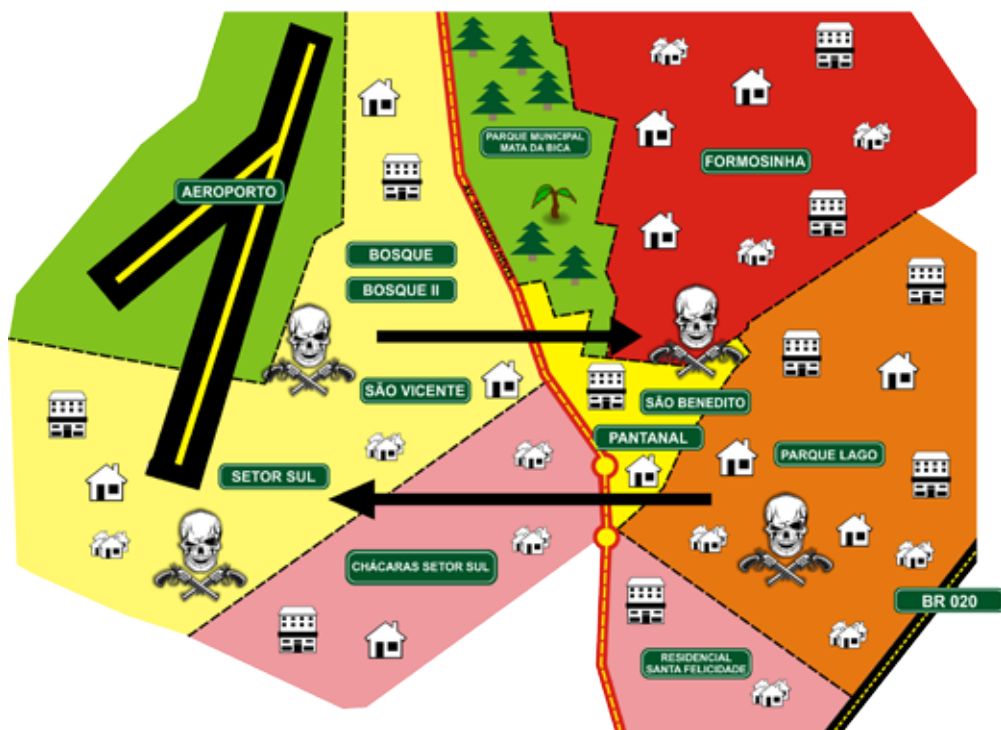 PARQUE MUNICIPAL
MATA DA BICA
FORMOSINHA
AEROPORTO
BOSQUE
BOSQUE II
SÃO VICENTE
SÃO BENEDITO
PANTANAL
PARQUE LAGO
SETOR SUL
CHÁCARAS SETOR SUL
BR 020
RESIDENCIAL
SANTA FELICIDADE